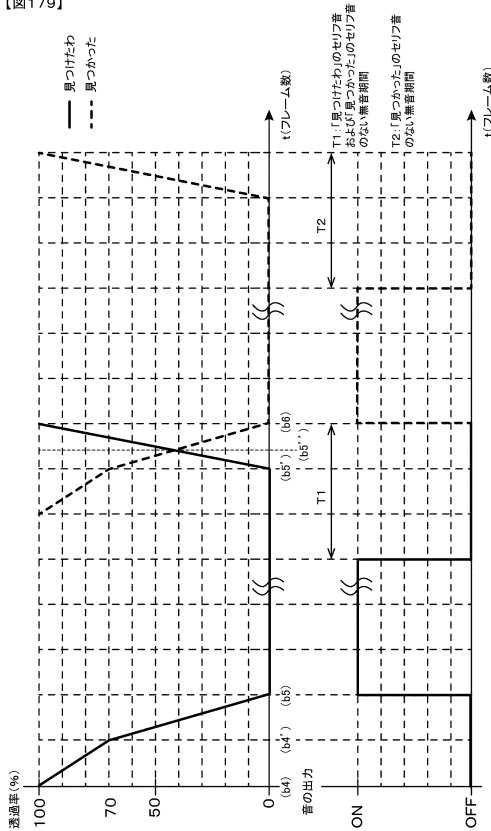 【図179】
見つけたわ
見つかった
透過率(%)
100
70
50
0
(b4)
(b4')
(b5)
(b5')
(b5'')
(b6)
t(フレーム数)
音の出力
ON
OFF
T1
T2
T1:「見つけたわ」のセリフ音
および「見つかった」のセリフ音
のない無音期間
T2:「見つかった」のセリフ音
のない無音期間
t(フレーム数)